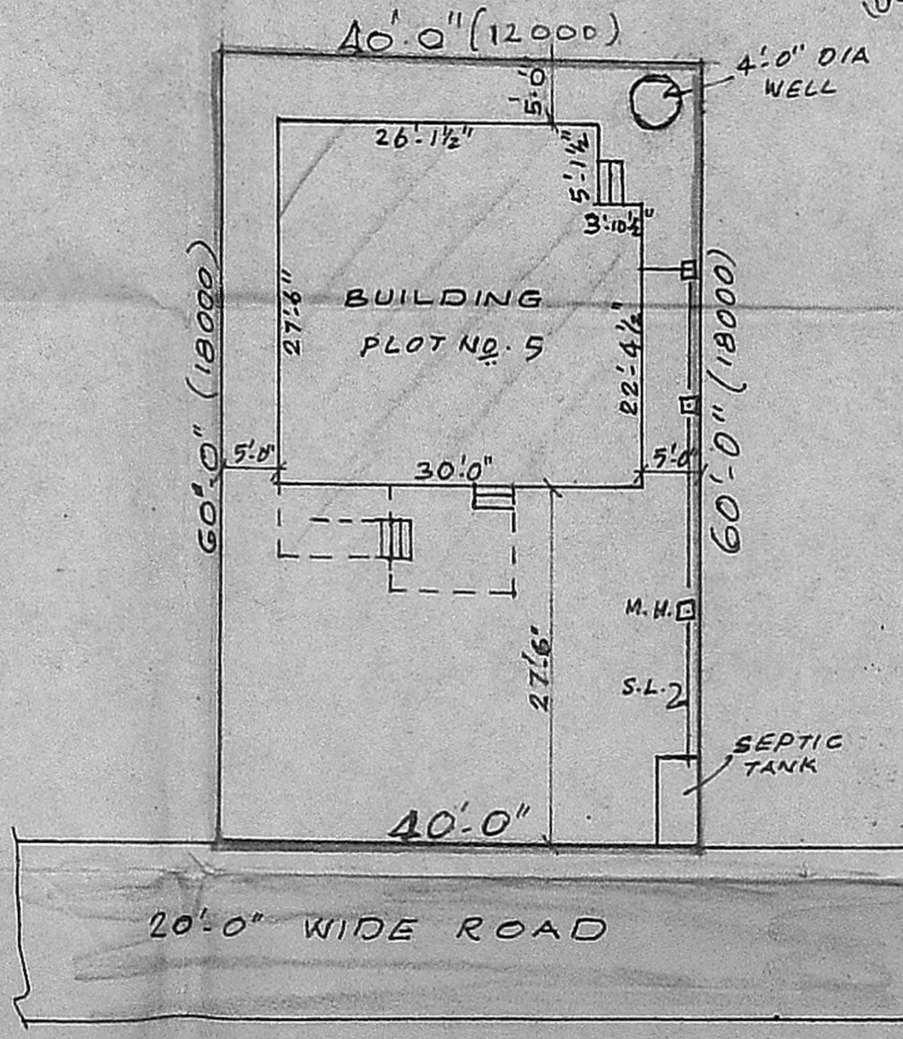 40'-0" (12000)
4'-0" DIA
WELL
5'-0"
26'-1½"
5'-1½"
3'-10½"
60'-0" (18000)
27'-6"
BUILDING
PLOT NO. 5
22'-4½"
60'-0" (18000)
5'-0"
30'-0"
5'-0"
M.H.
27'-6"
S.L.
SEPTIC
TANK
40'-0"
20'-0" WIDE ROAD